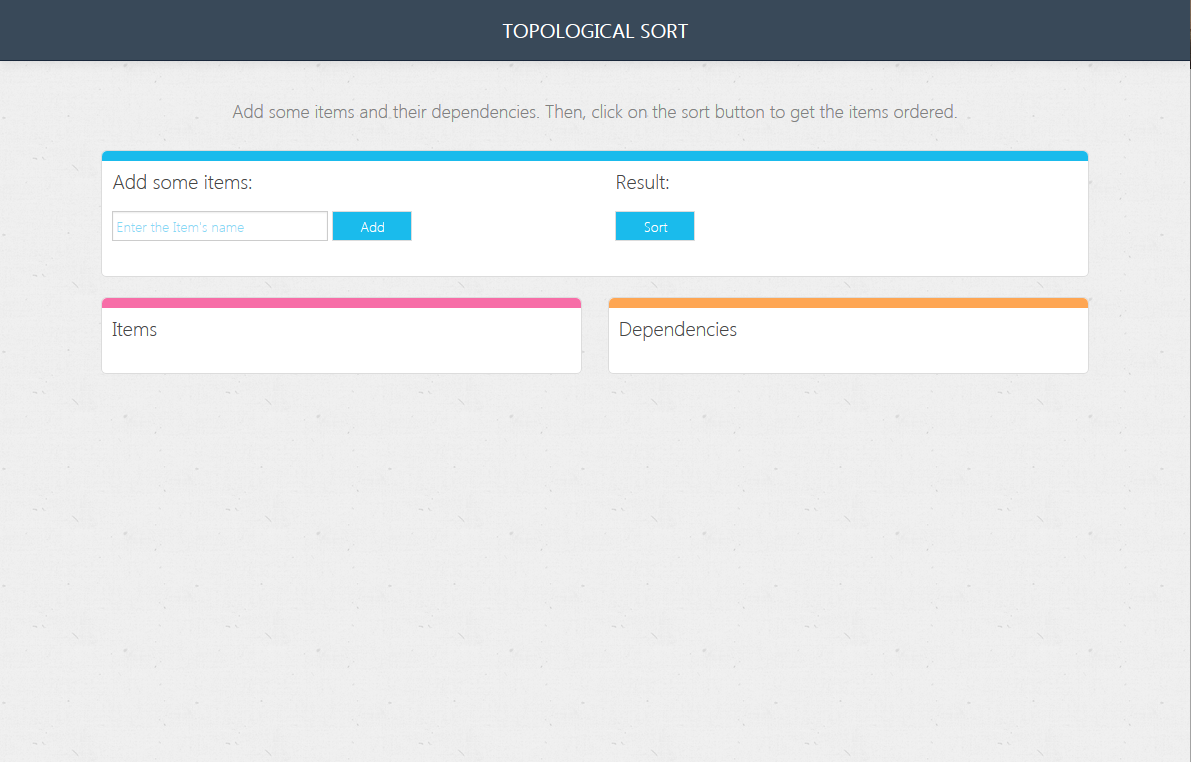 TOPOLOGICAL SORT
Add some items and their dependencies. Then, click on the sort button to get the items ordered.
Add some items:
Enter the Item's name
Add
Result:
Sort
Items
Dependencies